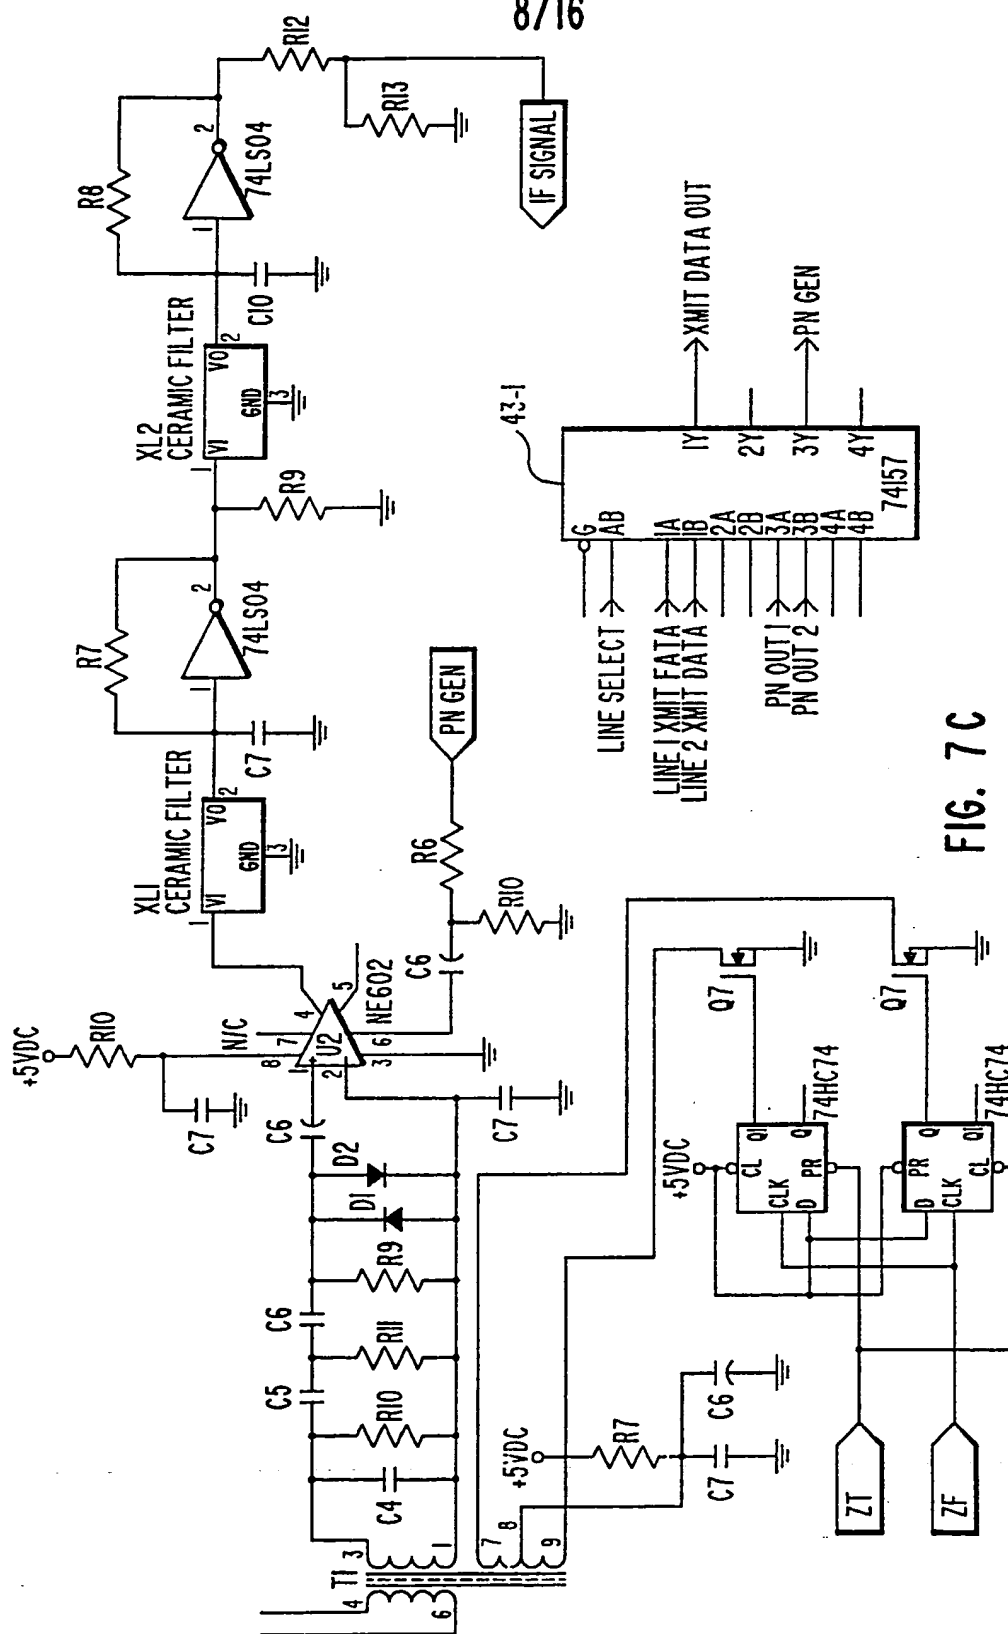 8/16
+5VDC
R10
C7
N/C
8
7
4
1
U2
2
5
3
6
NE602
XL1
CERAMIC FILTER
1
VI
VO
2
GND
3
R7
C7
1
2
74LS04
R9
XL2
CERAMIC FILTER
1
VI
VO
2
GND
3
C10
R8
1
2
74LS04
R12
R13
IF SIGNAL
T1
4
6
3
1
7
8
9
C4
R10
C5
R11
C6
R9
D1
D2
C6
C7
C6
R10
R6
PN GEN
+5VDC
R7
C7
C6
LINE SELECT
LINE 1 XMIT FATA
LINE 2 XMIT DATA
PN OUT 1
PN OUT 2
G
AB
1A
1B
2A
2B
3A
3B
4A
4B
1Y
2Y
3Y
4Y
74157
43-1
XMIT DATA OUT
PN GEN
ZT
ZF
+5VDC
CL
Q1
CLK
D
PR
Q
74HC74
Q7
PR
Q
D
CLK
CL
Q1
74HC74
Q7
FIG. 7C